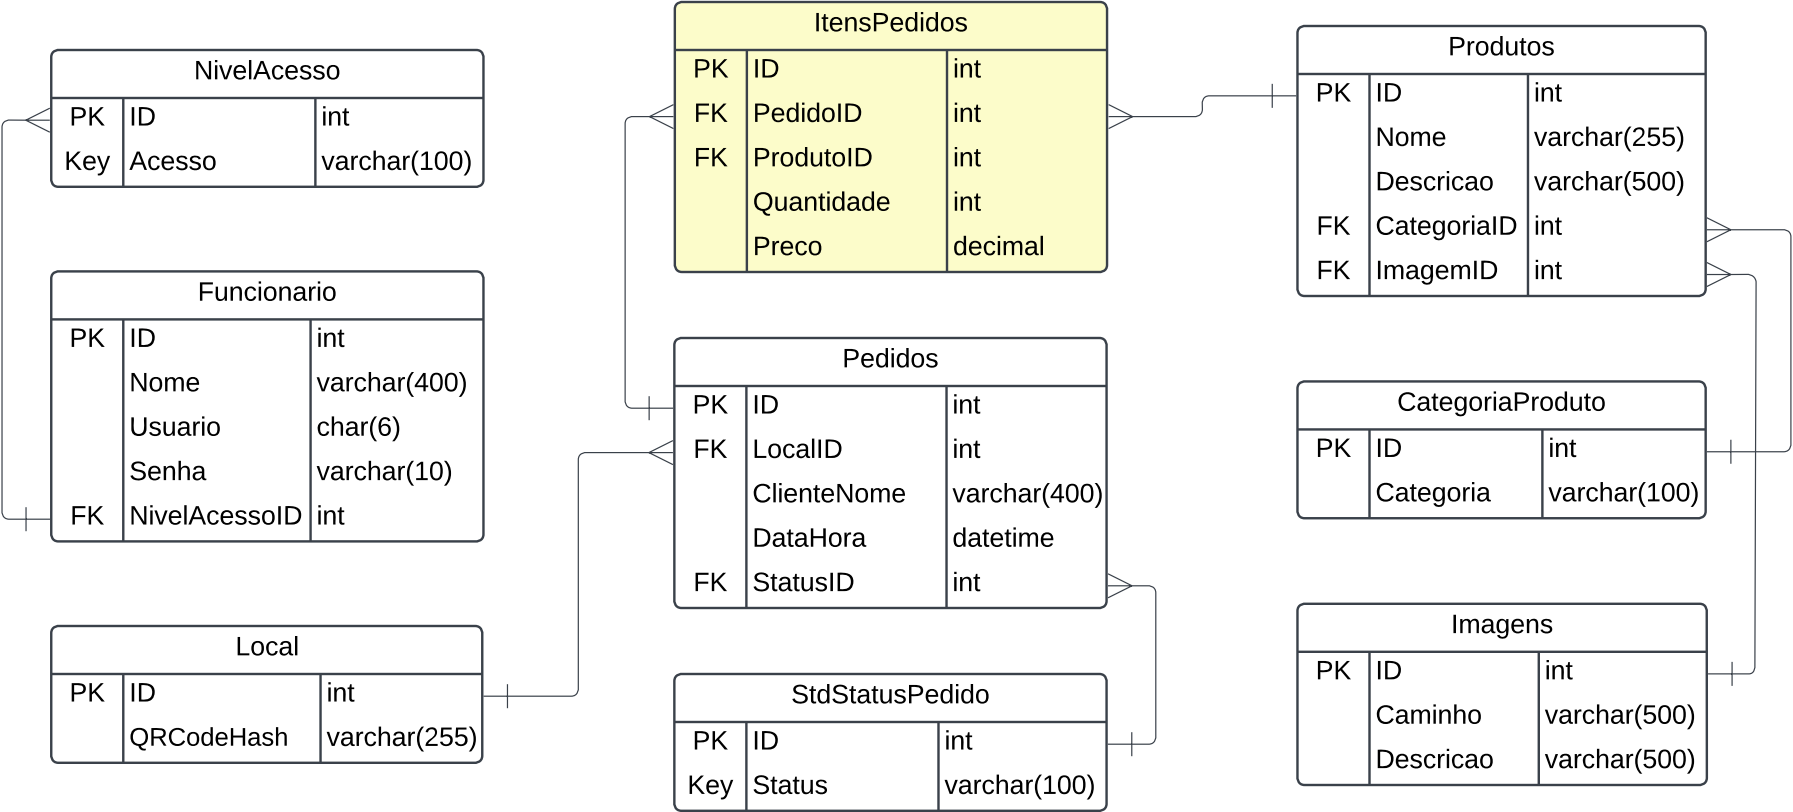 NivelAcesso
PK ID int
Key Acesso varchar(100)
Funcionario
PK ID int
Nome varchar(400)
Usuario char(6)
Senha varchar(10)
FK NivelAcessoID int
Local
PK ID int
QRCodeHash varchar(255)
ItensPedidos
PK ID int
FK PedidoID int
FK ProdutoID int
Quantidade int
Preco decimal
Pedidos
PK ID int
FK LocalID int
ClienteNome varchar(400)
DataHora datetime
FK StatusID int
StdStatusPedido
PK ID int
Key Status varchar(100)
Produtos
PK ID int
Nome varchar(255)
Descricao varchar(500)
FK CategoriaID int
FK ImagemID int
CategoriaProduto
PK ID int
Categoria varchar(100)
Imagens
PK ID int
Caminho varchar(500)
Descricao varchar(500)